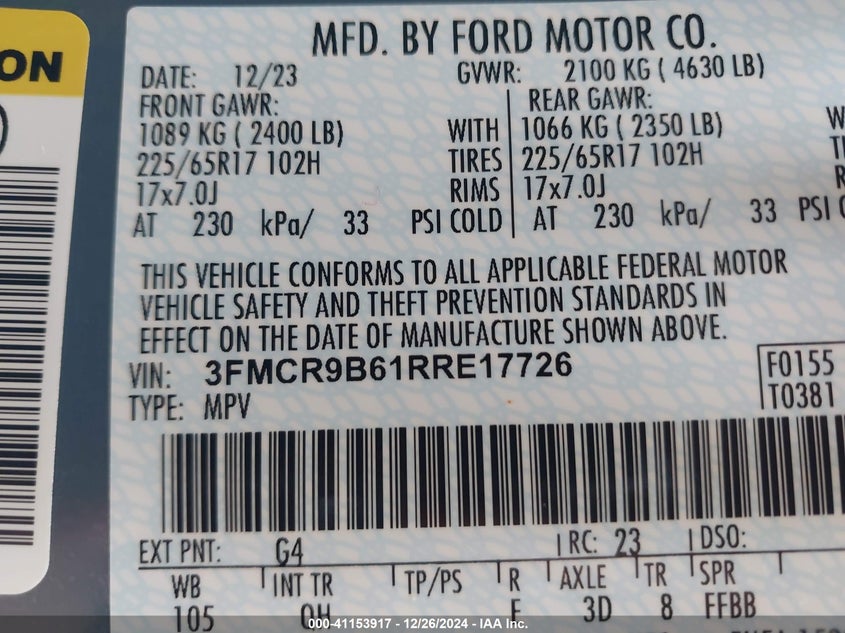 ON
MFD. BY FORD MOTOR CO.
DATE: 12/23 GVWR: 2100 KG ( 4630 LB)
FRONT GAWR: REAR GAWR:
1089 KG ( 2400 LB) WITH 1066 KG ( 2350 LB)
225/65R17 102H TIRES 225/65R17 102H
17x7.0J RIMS 17x7.0J
AT 230 kPa/ 33 PSI COLD AT 230 kPa/ 33 PSI
THIS VEHICLE CONFORMS TO ALL APPLICABLE FEDERAL MOTOR
VEHICLE SAFETY AND THEFT PREVENTION STANDARDS IN
EFFECT ON THE DATE OF MANUFACTURE SHOWN ABOVE.
VIN: 3FMCR9B61RRE17726 F0155
TYPE: MPV T0381
EXT PNT: G4 RC: 23 DSO:
WB INT TR TP/PS R AXLE TR SPR
105 QH 3D 8 FFBB
000-41153917 - 12/26/2024 - IAA Inc.